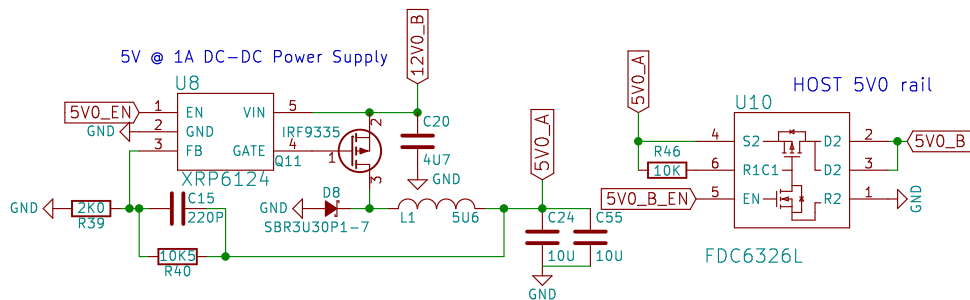 5V @ 1A DC-DC Power Supply
12V0_B
U8
5V0_EN
1
EN
VIN
5
GND
2
GND
3
FB
GATE
4
XRP6124
IRF9335
2
1
3
Q11
C20
4U7
GND
GND
2K0
R39
C15
220P
10K5
R40
GND
D8
SBR3U30P1-7
L1
5U6
5V0_A
C24
10U
C55
10U
GND
HOST 5V0 rail
5V0_A
U10
4
S2
D2
2
5V0_B
R46
10K
6
R1C1
D2
3
5V0_B_EN
5
EN
R2
1
GND
FDC6326L